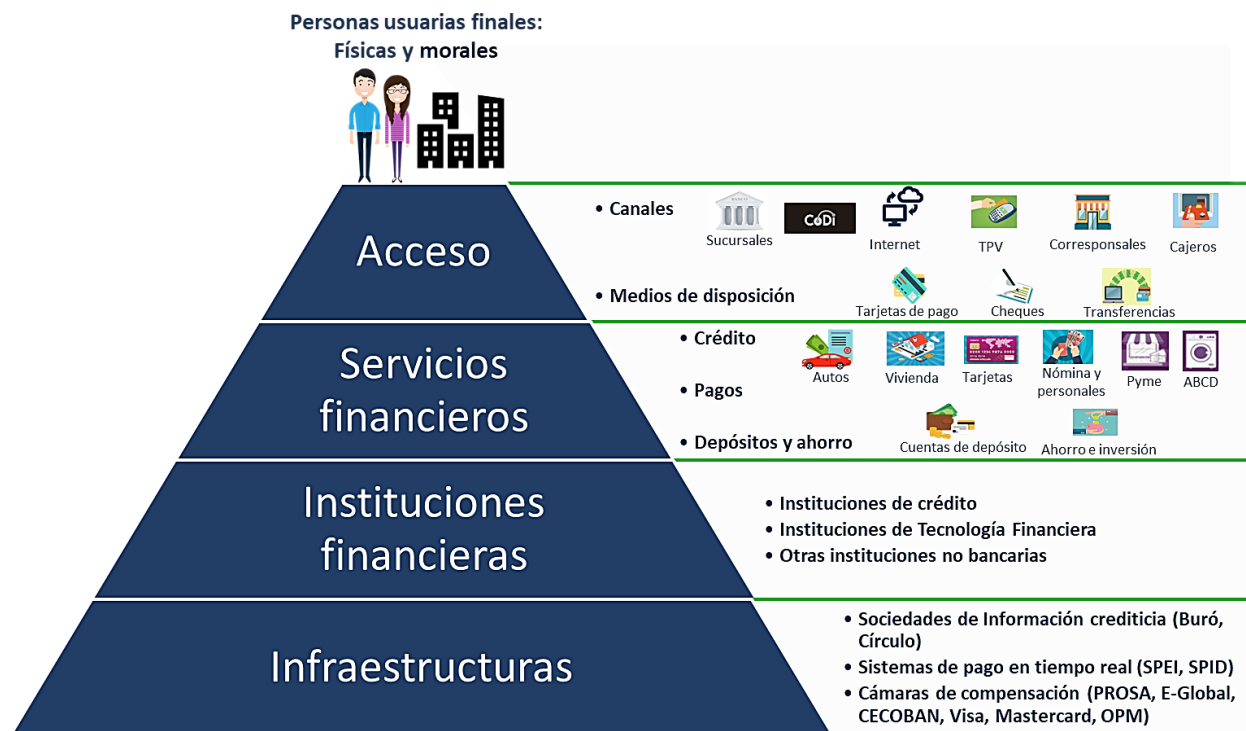 Personas usuarias finales:
Físicas y morales
Acceso
• Canales
BANCO
Sucursales
CoDi
Internet
TPV
Corresponsales
Cajeros
• Medios de disposición
Tarjetas de pago
Cheques
Transferencias
Servicios
financieros
• Crédito
Autos
Vivienda
Tarjetas
Nómina y
personales
Pyme
ABCD
• Pagos
• Depósitos y ahorro
Cuentas de depósito
Ahorro e inversión
Instituciones
financieras
• Instituciones de crédito
• Instituciones de Tecnología Financiera
• Otras instituciones no bancarias
Infraestructuras
• Sociedades de Información crediticia (Buró,
Círculo)
• Sistemas de pago en tiempo real (SPEI, SPID)
• Cámaras de compensación (PROSA, E-Global,
CECOBAN, Visa, Mastercard, OPM)